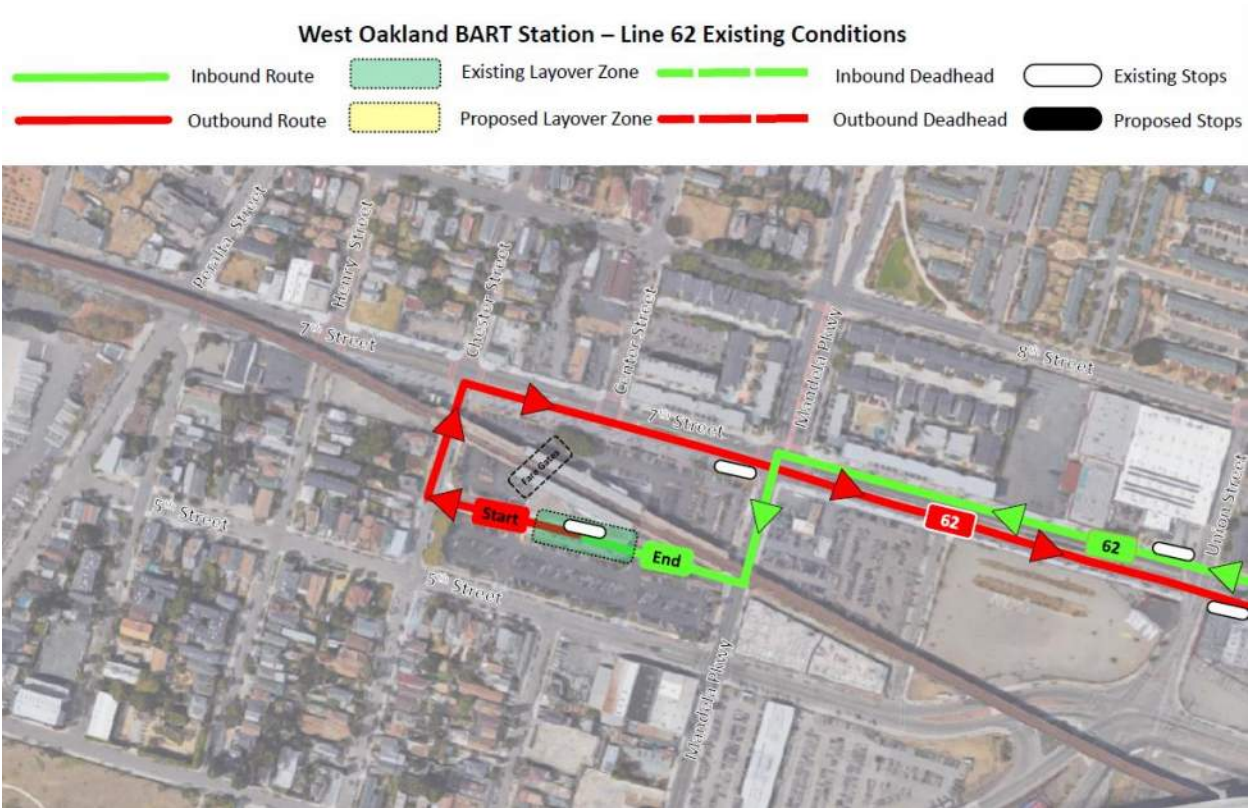 West Oakland BART Station – Line 62 Existing Conditions
Inbound Route
Existing Layover Zone
Inbound Deadhead
Existing Stops
Outbound Route
Proposed Layover Zone
Outbound Deadhead
Proposed Stops
Peralta Street
Henry Street
Chester Street
Center Street
Mandela Pkwy
8th Street
7th Street
7th Street
Union Street
Fare Gates
5th Street
Start
End
62
62
5th Street
Mandela Pkwy